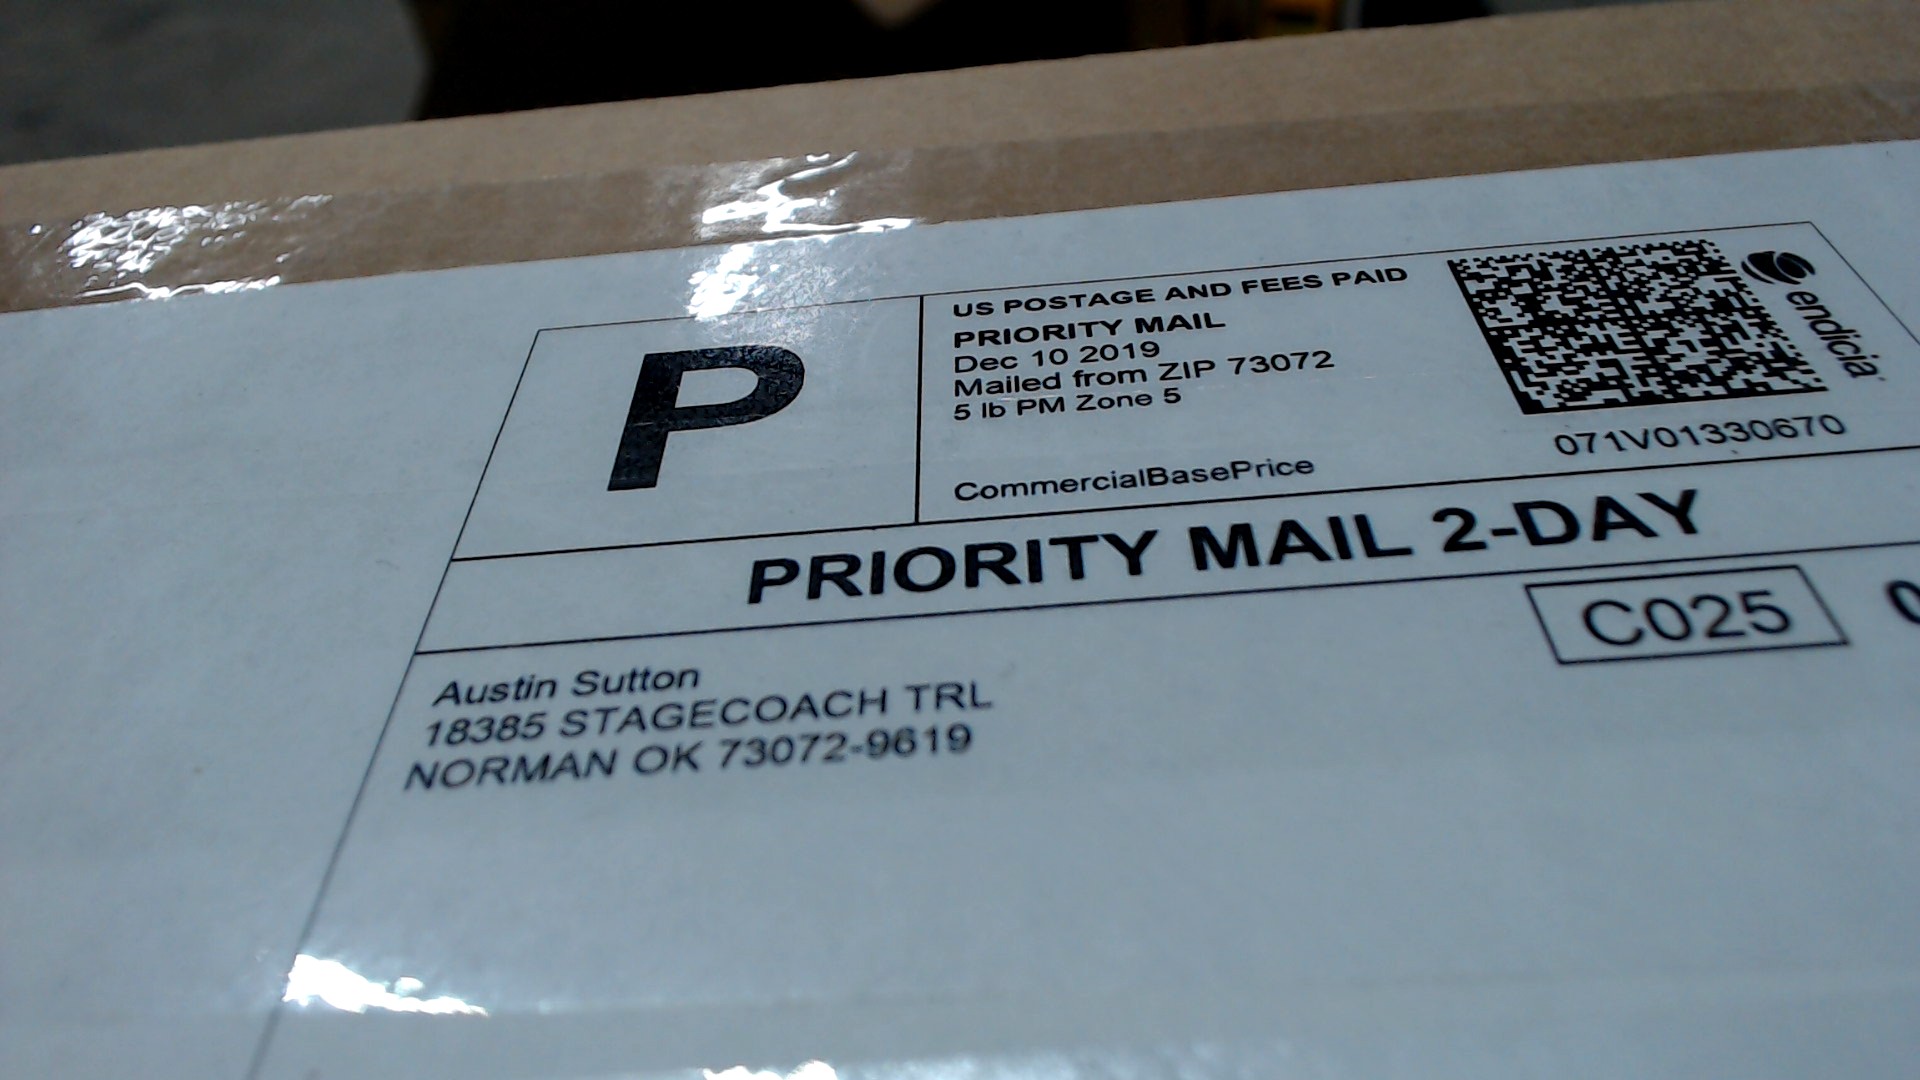 P
US POSTAGE AND FEES PAID
PRIORITY MAIL
Dec 10 2019
Mailed from ZIP 73072
5 lb PM Zone 5
CommercialBasePrice
endicia
071V01330670
PRIORITY MAIL 2-DAY
C025
Austin Sutton
18385 STAGECOACH TRL
NORMAN OK 73072-9619